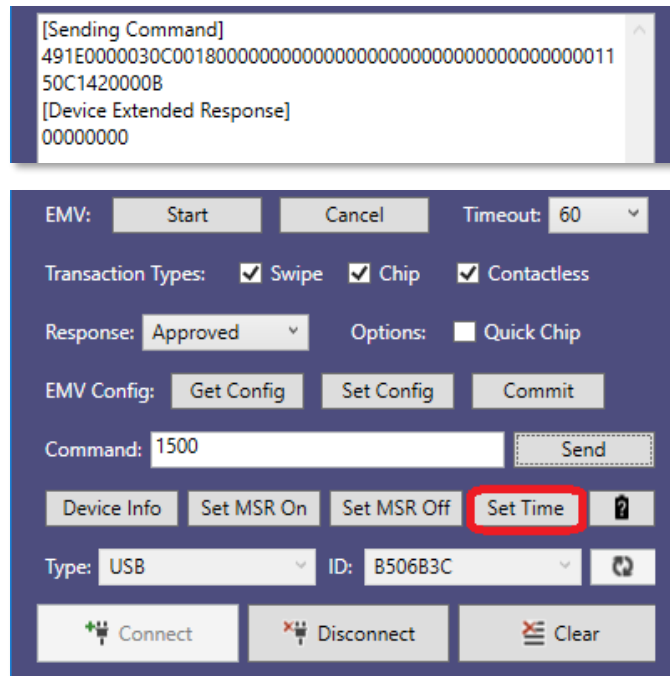 [Sending Command]
491E0000030C00180000000000000000000000000000000000011
50C1420000B
[Device Extended Response]
00000000
EMV: Start Cancel Timeout: 60
Transaction Types: Swipe Chip Contactless
Response: Approved Options: Quick Chip
EMV Config: Get Config Set Config Commit
Command: 1500 Send
Device Info Set MSR On Set MSR Off Set Time ?
Type: USB ID: B506B3C
Connect Disconnect Clear